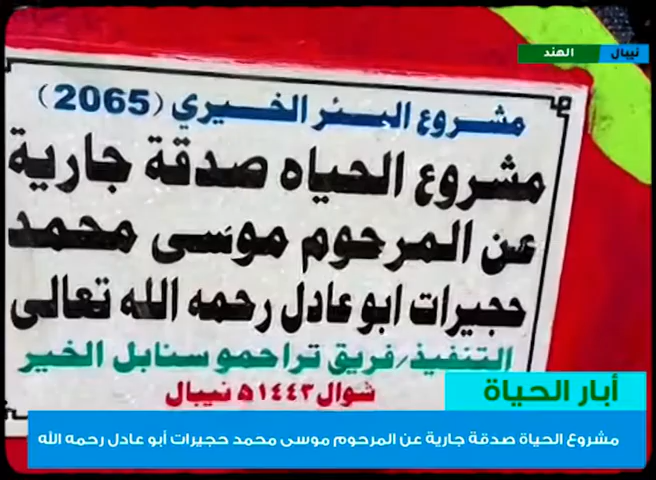 نيبال
الهند
مشروع البئر الخيري (2065)
مشروع الحياه صدقة جارية
عن المرحوم موسى محمد
حجيرات ابو عادل رحمه الله تعالى
التنفيذ/فريق تراحمو سنابل الخير
شوال ١٤٤٣ه نيبال
أبار الحياة
مشروع الحياة صدقة جارية عن المرحوم موسى محمد حجيرات أبو عادل رحمه الله